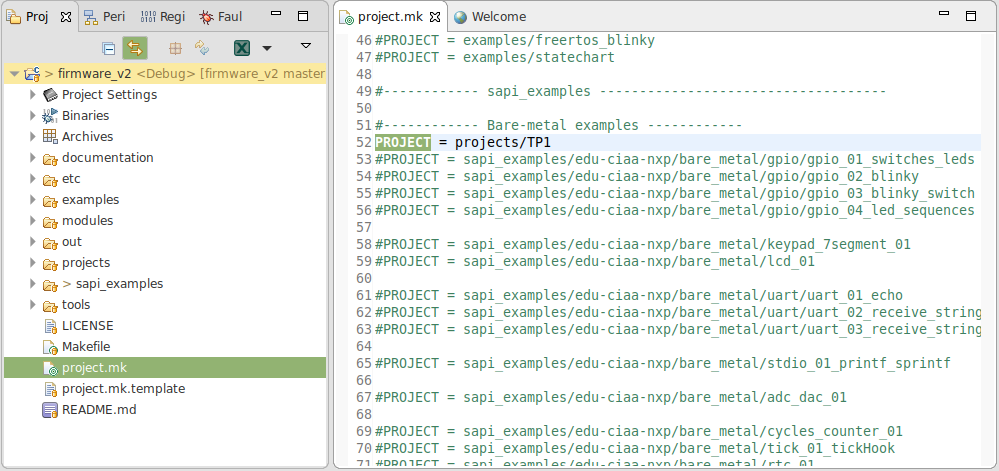 Proj Peri Regi Faul
> firmware_v2 <Debug> [firmware_v2 master
Project Settings
Binaries
Archives
documentation
etc
examples
modules
out
projects
> sapi_examples
tools
LICENSE
Makefile
project.mk
project.mk.template
README.md
project.mk Welcome
46 #PROJECT = examples/freertos_blinky
47 #PROJECT = examples/statechart
48
49 #------------ sapi_examples -----------------------------------
50
51 #------------ Bare-metal examples ------------
52 PROJECT = projects/TP1
53 #PROJECT = sapi_examples/edu-ciaa-nxp/bare_metal/gpio/gpio_01_switches_leds
54 #PROJECT = sapi_examples/edu-ciaa-nxp/bare_metal/gpio/gpio_02_blinky
55 #PROJECT = sapi_examples/edu-ciaa-nxp/bare_metal/gpio/gpio_03_blinky_switch
56 #PROJECT = sapi_examples/edu-ciaa-nxp/bare_metal/gpio/gpio_04_led_sequences
57
58 #PROJECT = sapi_examples/edu-ciaa-nxp/bare_metal/keypad_7segment_01
59 #PROJECT = sapi_examples/edu-ciaa-nxp/bare_metal/lcd_01
60
61 #PROJECT = sapi_examples/edu-ciaa-nxp/bare_metal/uart/uart_01_echo
62 #PROJECT = sapi_examples/edu-ciaa-nxp/bare_metal/uart/uart_02_receive_string
63 #PROJECT = sapi_examples/edu-ciaa-nxp/bare_metal/uart/uart_03_receive_string
64
65 #PROJECT = sapi_examples/edu-ciaa-nxp/bare_metal/stdio_01_printf_sprintf
66
67 #PROJECT = sapi_examples/edu-ciaa-nxp/bare_metal/adc_dac_01
68
69 #PROJECT = sapi_examples/edu-ciaa-nxp/bare_metal/cycles_counter_01
70 #PROJECT = sapi_examples/edu-ciaa-nxp/bare_metal/tick_01_tickHook
71 #PROJECT = sapi_examples/edu-ciaa-nxp/bare_metal/rtc_01